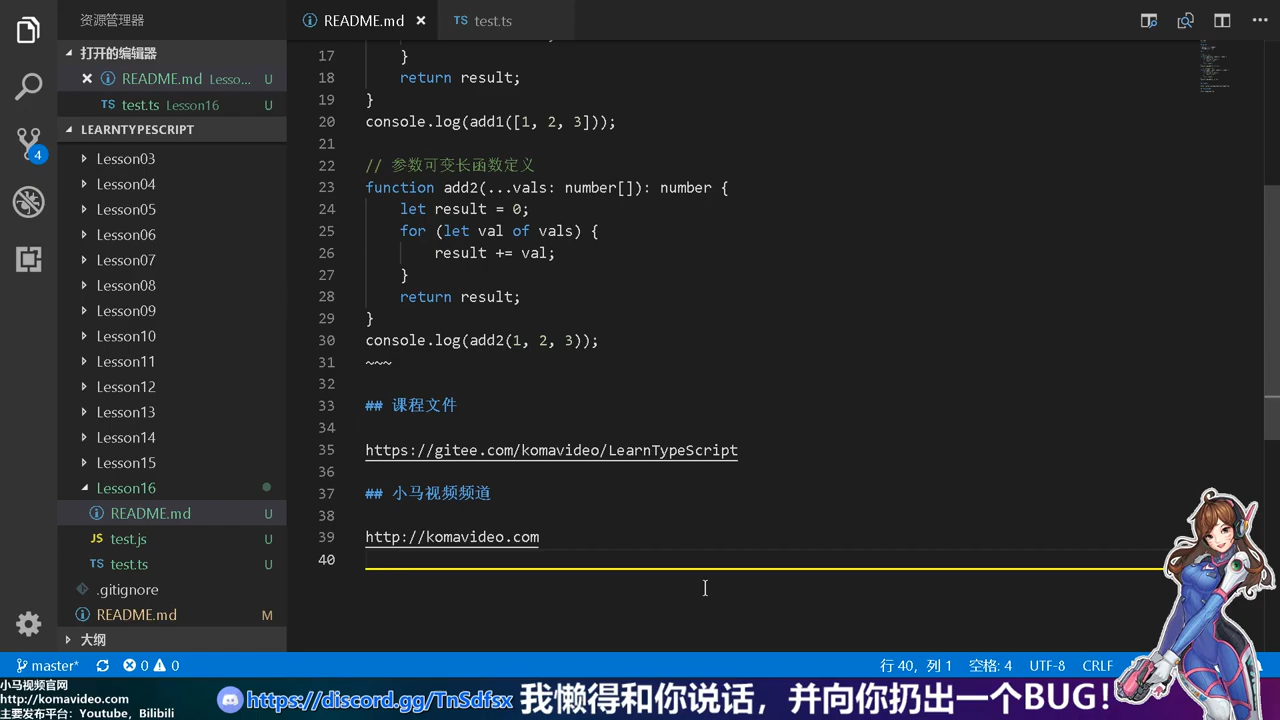 资源管理器
README.md
test.ts
打开的编辑器
README.md Lesso... U
test.ts Lesson16 U
LEARNTYPESCRIPT
Lesson03
Lesson04
Lesson05
Lesson06
Lesson07
Lesson08
Lesson09
Lesson10
Lesson11
Lesson12
Lesson13
Lesson14
Lesson15
Lesson16
README.md U
JS test.js U
TS test.ts U
.gitignore
README.md M
大纲
4
17 }
18 return result;
19 }
20 console.log(add1([1, 2, 3]));
21
22 // 参数可变长函数定义
23 function add2(...vals: number[]): number {
24 let result = 0;
25 for (let val of vals) {
26 result += val;
27 }
28 return result;
29 }
30 console.log(add2(1, 2, 3));
31 ~~~
32
33 ## 课程文件
34
35 https://gitee.com/komavideo/LearnTypeScript
36
37 ## 小马视频频道
38
39 http://komavideo.com
40
master* 0 0
行 40，列 1 空格: 4 UTF-8 CRLF
小马视频官网
http://komavideo.com
主要发布平台: Youtube, Bilibili
https://discord.gg/TnSdfsx 我懒得和你说话，并向你扔出一个BUG!